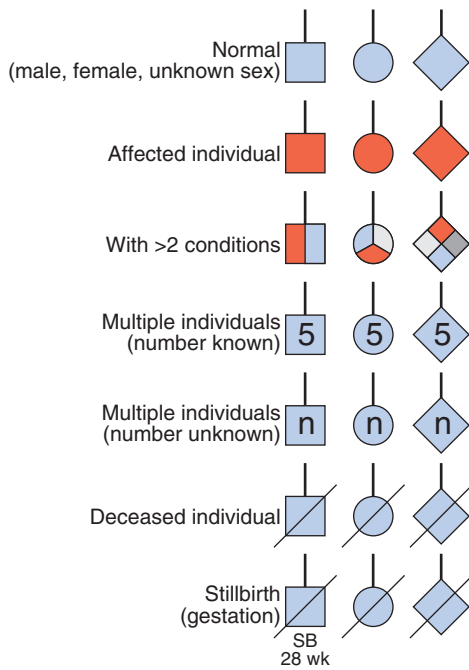 Normal
(male, female, unknown sex)
Affected individual
With >2 conditions
Multiple individuals
(number known)
5 5 5
Multiple individuals
(number unknown)
n n n
Deceased individual
Stillbirth
(gestation)
SB
28 wk